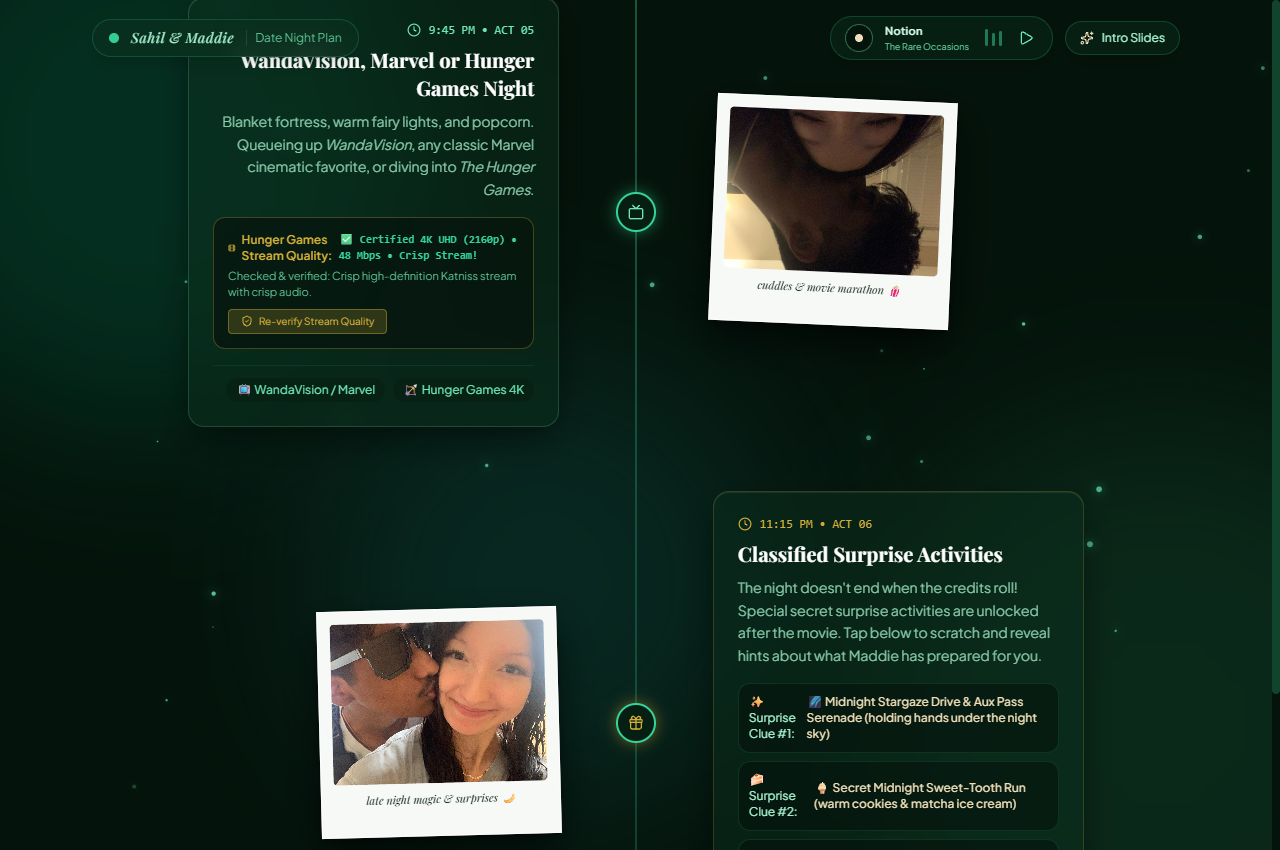 Sahil & Maddie
Date Night Plan
Notion
The Rare Occasions
Intro Slides
9:45 PM • ACT 05
WandaVision, Marvel or Hunger
Games Night
Blanket fortress, warm fairy lights, and popcorn.
Queueing up WandaVision, any classic Marvel
cinematic favorite, or diving into The Hunger
Games.
Hunger Games
Stream Quality:
✅ Certified 4K UHD (2160p) •
48 Mbps • Crisp Stream!
Checked & verified: Crisp high-definition Katniss stream
with crisp audio.
Re-verify Stream Quality
📺 WandaVision / Marvel
🏹 Hunger Games 4K
cuddles & movie marathon 🍿
11:15 PM • ACT 06
Classified Surprise Activities
The night doesn't end when the credits roll!
Special secret surprise activities are unlocked
after the movie. Tap below to scratch and reveal
hints about what Maddie has prepared for you.
✨
Surprise
Clue #1:
🌌 Midnight Stargaze Drive & Aux Pass
Serenade (holding hands under the night
sky)
🍰
Surprise
Clue #2:
🍦 Secret Midnight Sweet-Tooth Run
(warm cookies & matcha ice cream)
late night magic & surprises 🌙